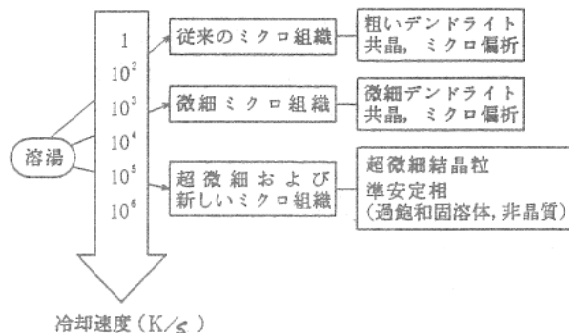 1
10²
10³
10⁴
10⁵
10⁶
溶湯
従来のミクロ組織
粗いデンドライト
共晶，ミクロ偏析
微細ミクロ組織
微細デンドライト
共晶，ミクロ偏析
超微細および
新しいミクロ組織
超微細結晶粒
準安定相
(過飽和固溶体，非晶質)
冷却速度(K/s)